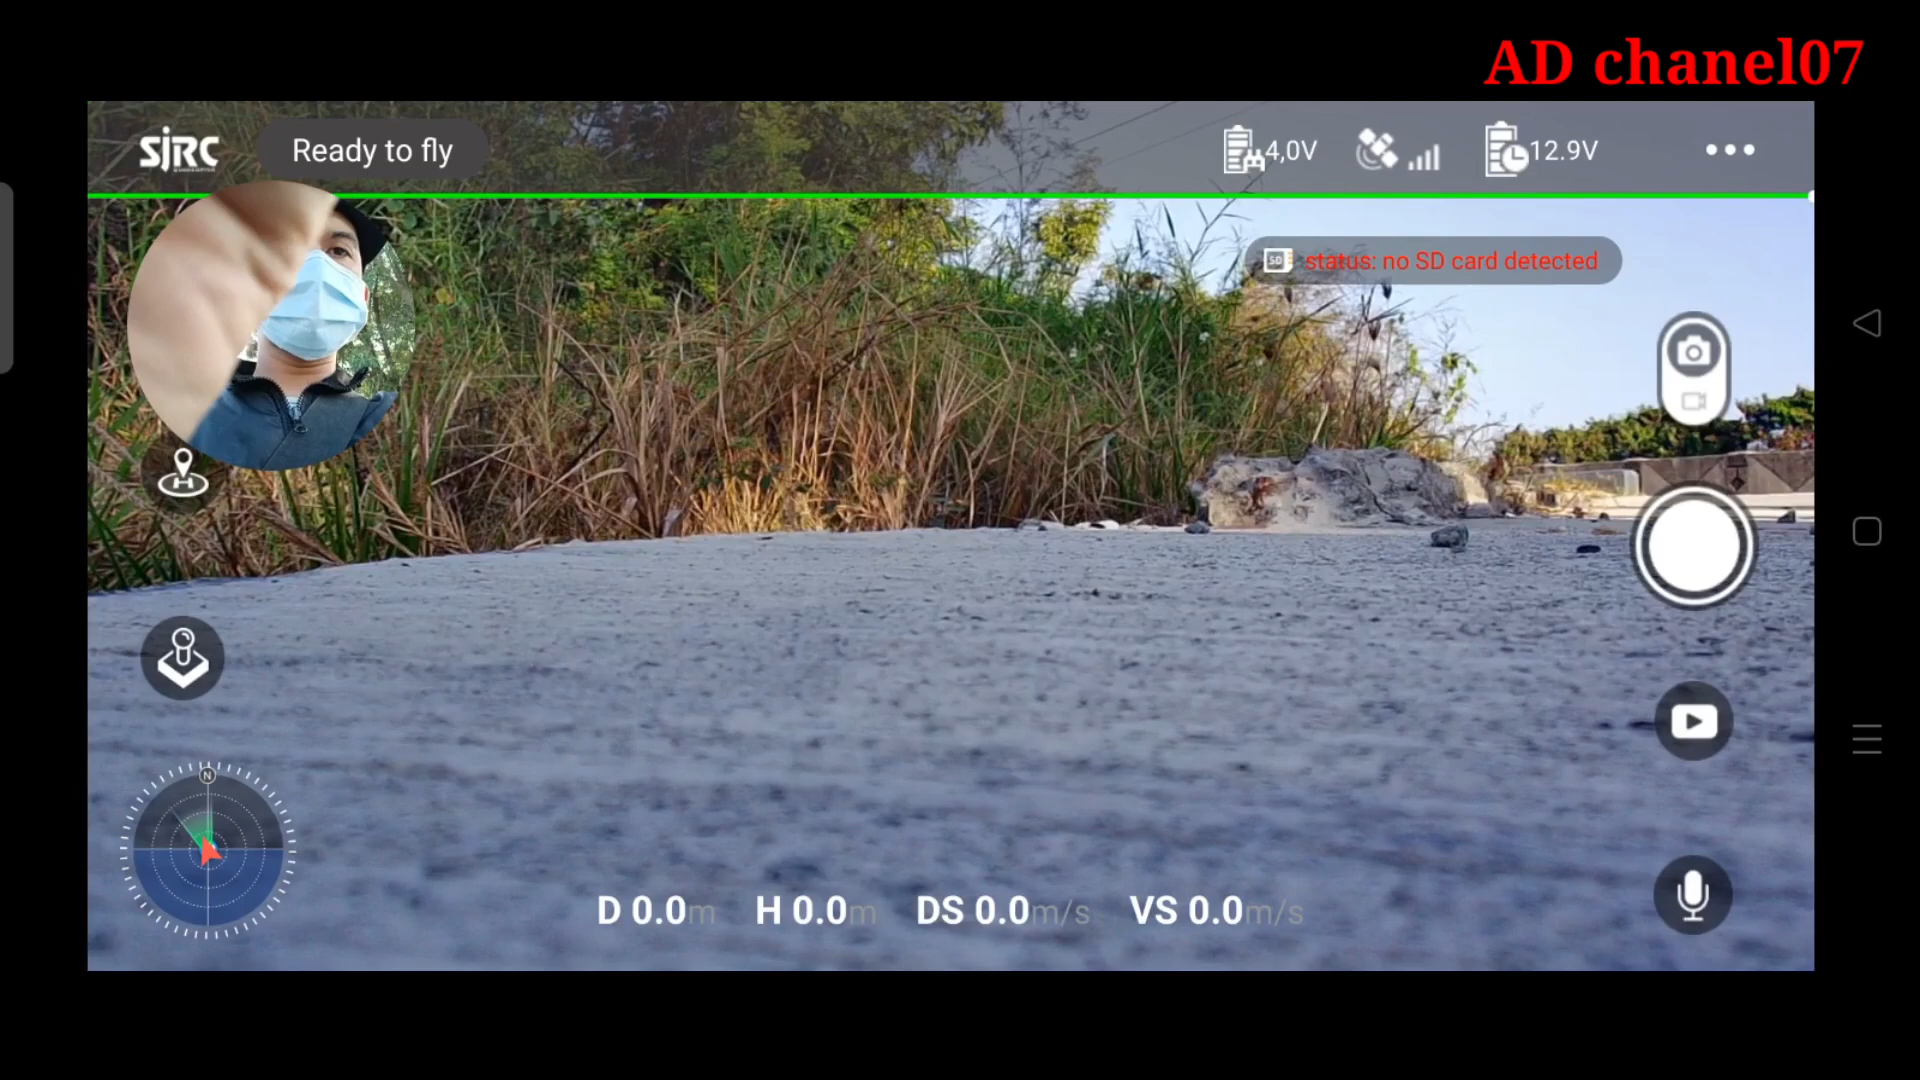 AD chanel07
SJRC
Ready to fly
4,0V
12.9V
SD
status: no SD card detected
N
D 0.0m H 0.0m DS 0.0m/s VS 0.0m/s